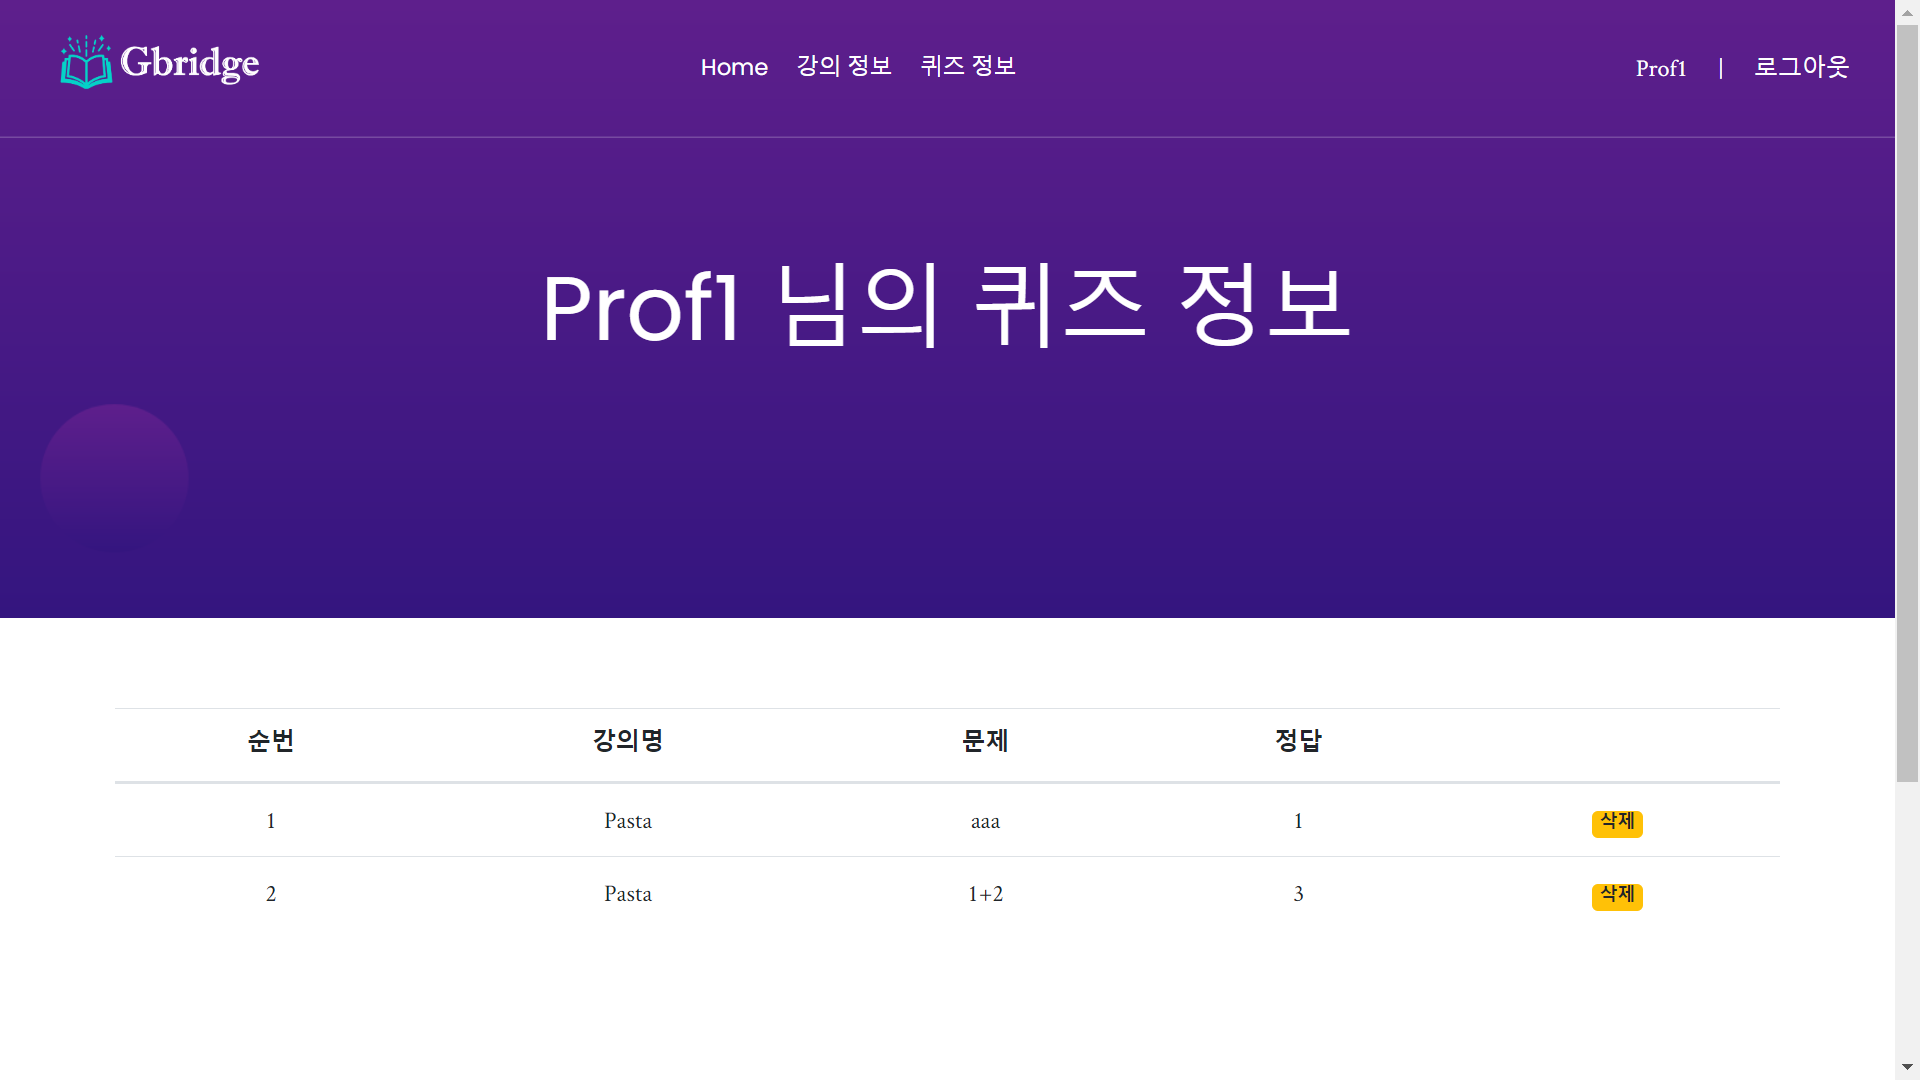 Gbridge Home 강의 정보 퀴즈 정보 Prof1 | 로그아웃
Prof1 님의 퀴즈 정보
순번 강의명 문제 정답
1 Pasta aaa 1 삭제
2 Pasta 1+2 3 삭제